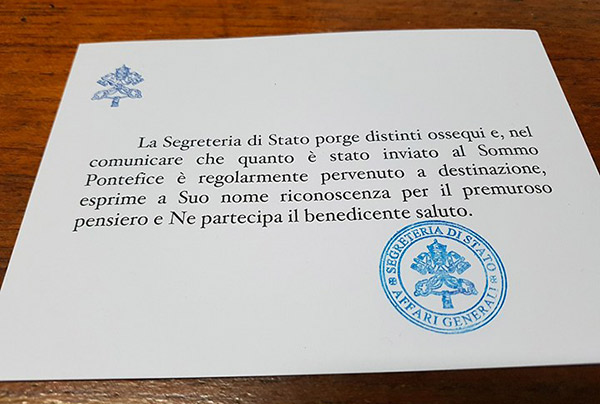 La Segreteria di Stato porge distinti ossequi e, nel
comunicare che quanto è stato inviato al Sommo
Pontefice è regolarmente pervenuto a destinazione,
esprime a Suo nome riconoscenza per il premuroso
pensiero e Ne partecipa il benedicente saluto.
SEGRETERIA DI STATO
AFFARI GENERALI